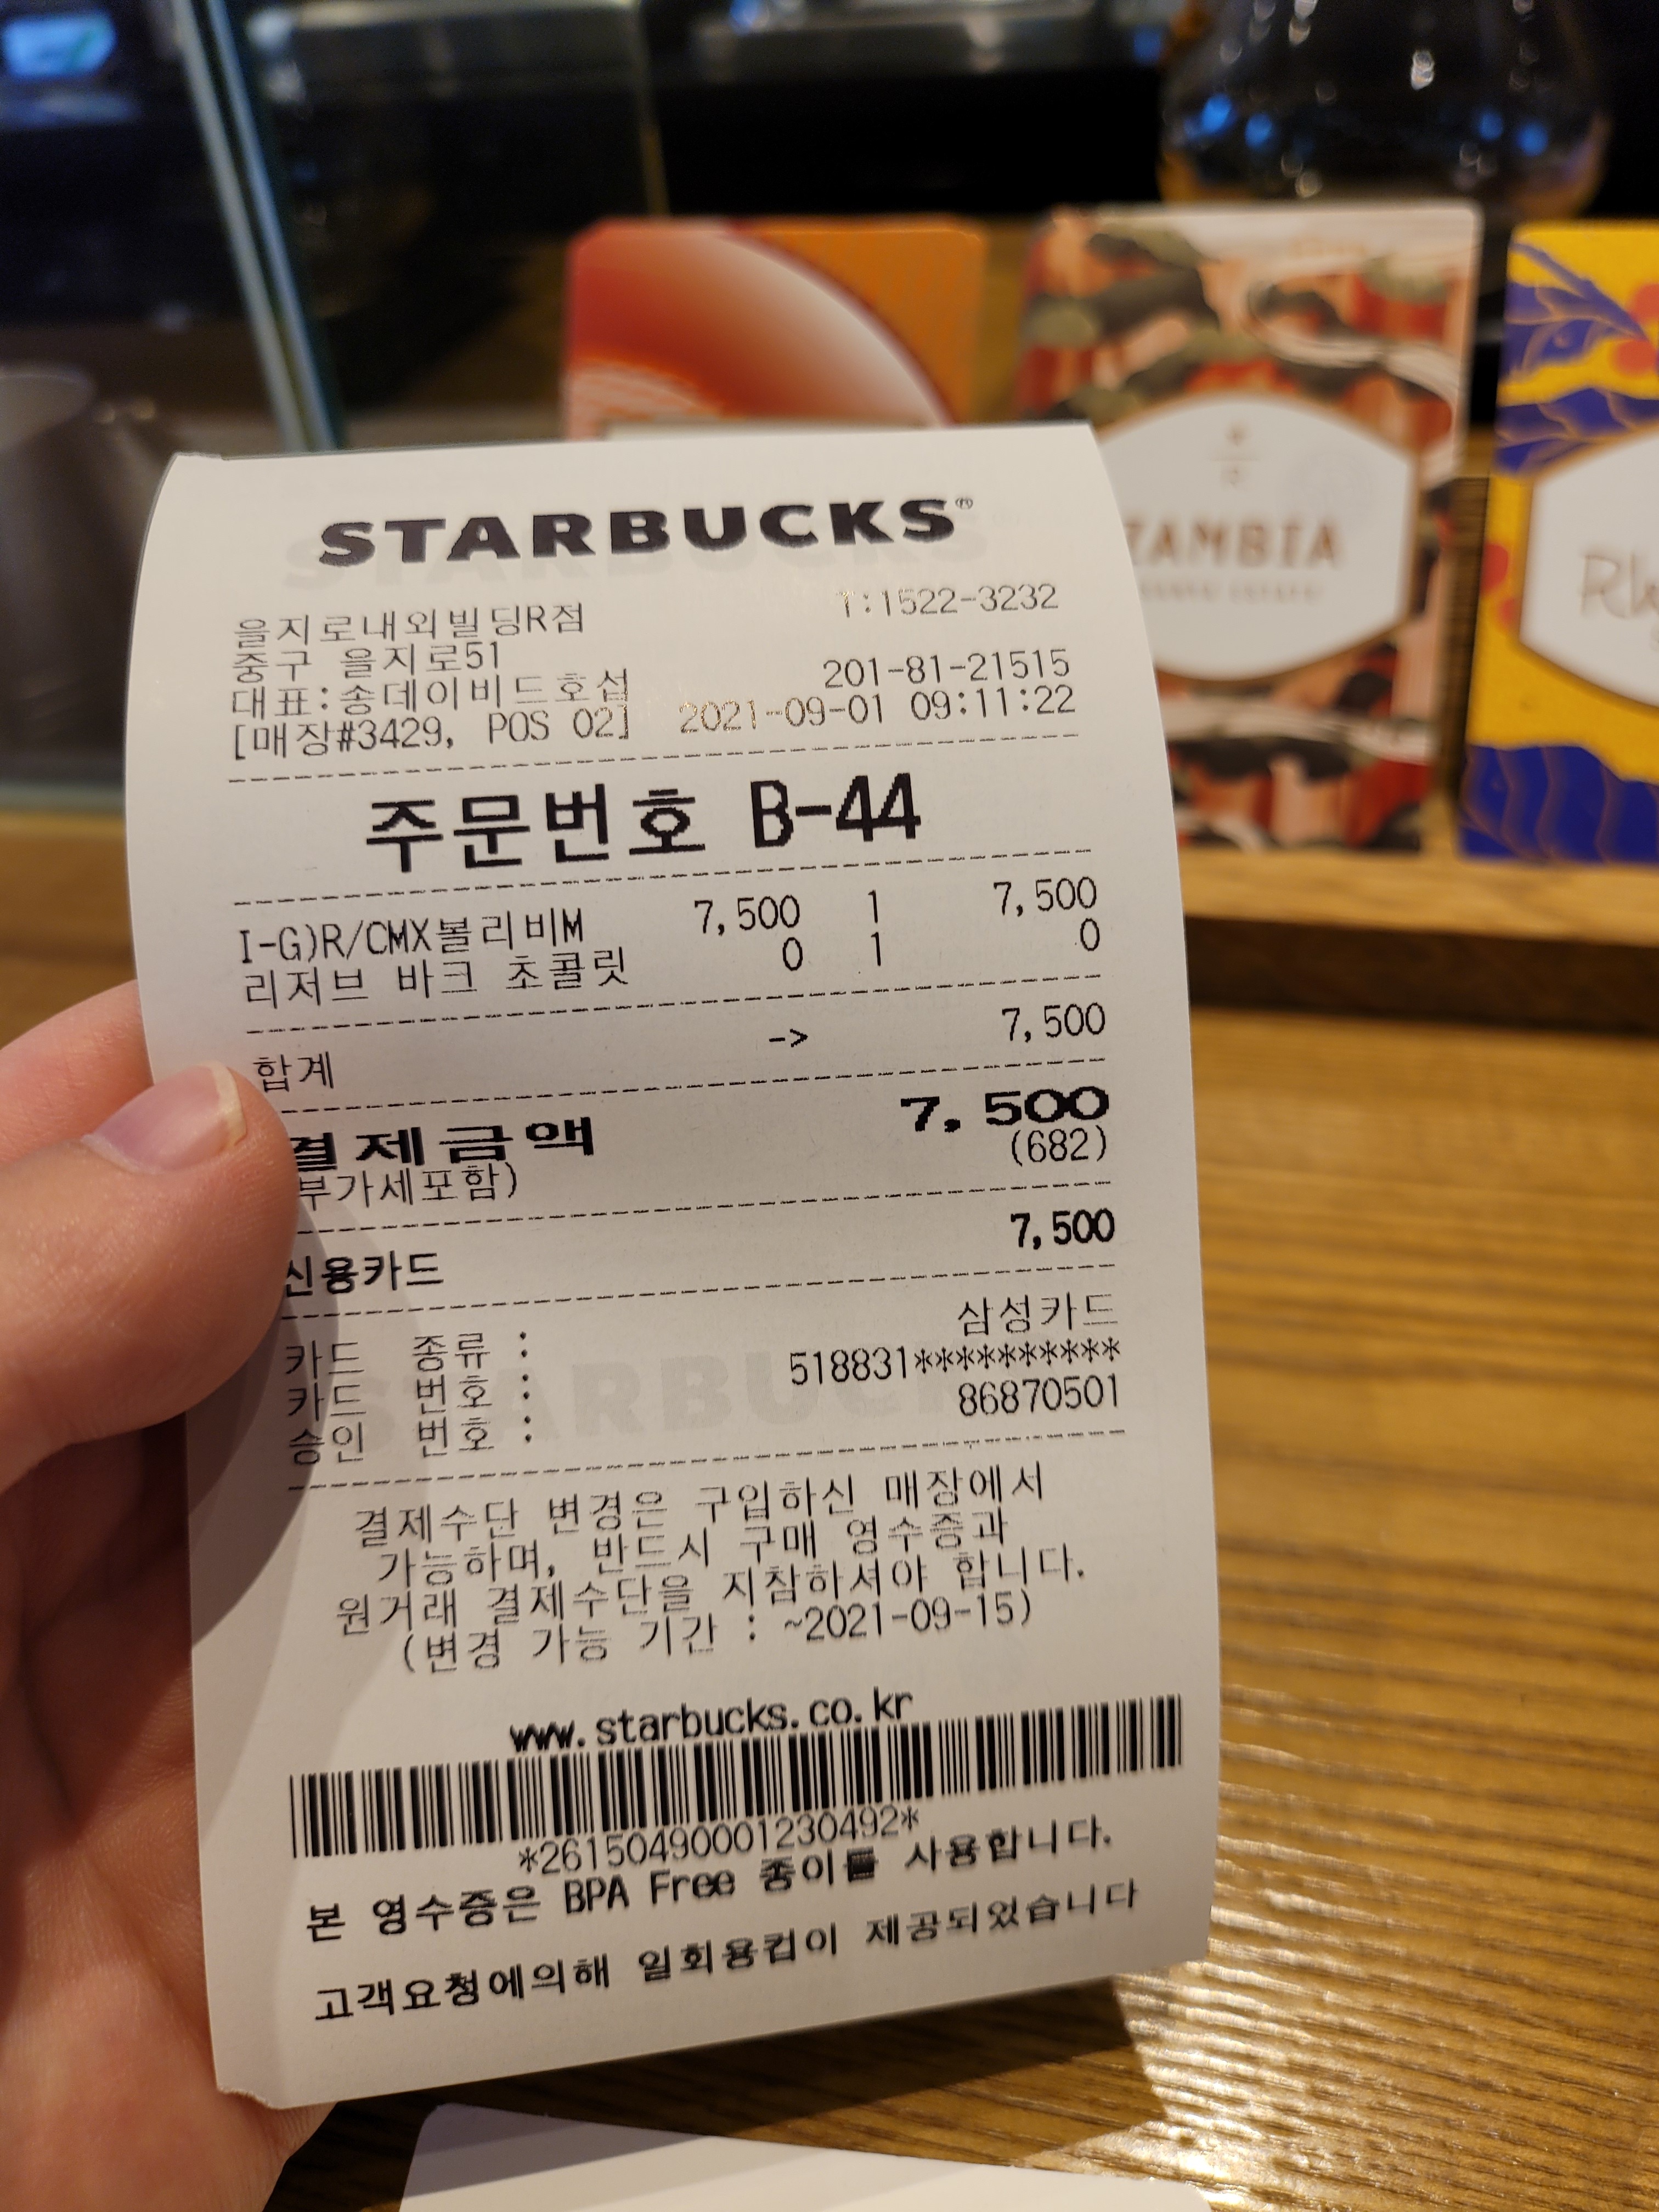 STARBUCKS®
을지로내외빌딩R점 T:1522-3232
중구 을지로51
대표:송데이비드호섭 201-81-21515
[매장#3429, POS 02] 2021-09-01 09:11:22
주문번호 B-44
I-G)R/CMX볼리비M 7,500 1 7,500
리저브 바크 초콜릿 0 1 0
합계 -> 7,500
결제금액 7,500
부가세포함) (682)
신용카드 7,500
카드 종류 : 삼성카드
카드 번호 : 518831**********
승인 번호 : 86870501
결제수단 변경은 구입하신 매장에서
가능하며, 반드시 구매 영수증과
원거래 결제수단을 지참하셔야 합니다.
(변경 가능 기간 : ~2021-09-15)
www.starbucks.co.kr
*26150490001230492*
본 영수증은 BPA Free 종이를 사용합니다.
고객요청에의해 일회용컵이 제공되었습니다
ZAMBIA